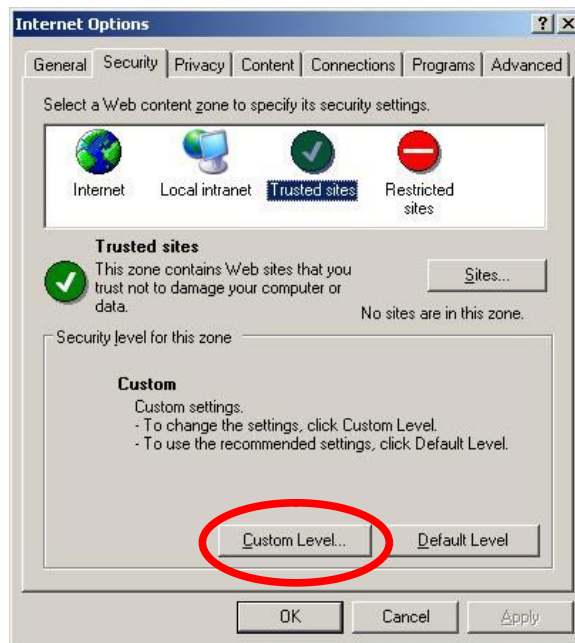 Internet Options
General Security Privacy Content Connections Programs Advanced
Select a Web content zone to specify its security settings.
Internet Local intranet Trusted sites Restricted
sites
Trusted sites
This zone contains Web sites that you
trust not to damage your computer or
data.
Sites...
No sites are in this zone.
Security level for this zone
Custom
Custom settings.
- To change the settings, click Custom Level.
- To use the recommended settings, click Default Level.
Custom Level... Default Level
OK Cancel Apply